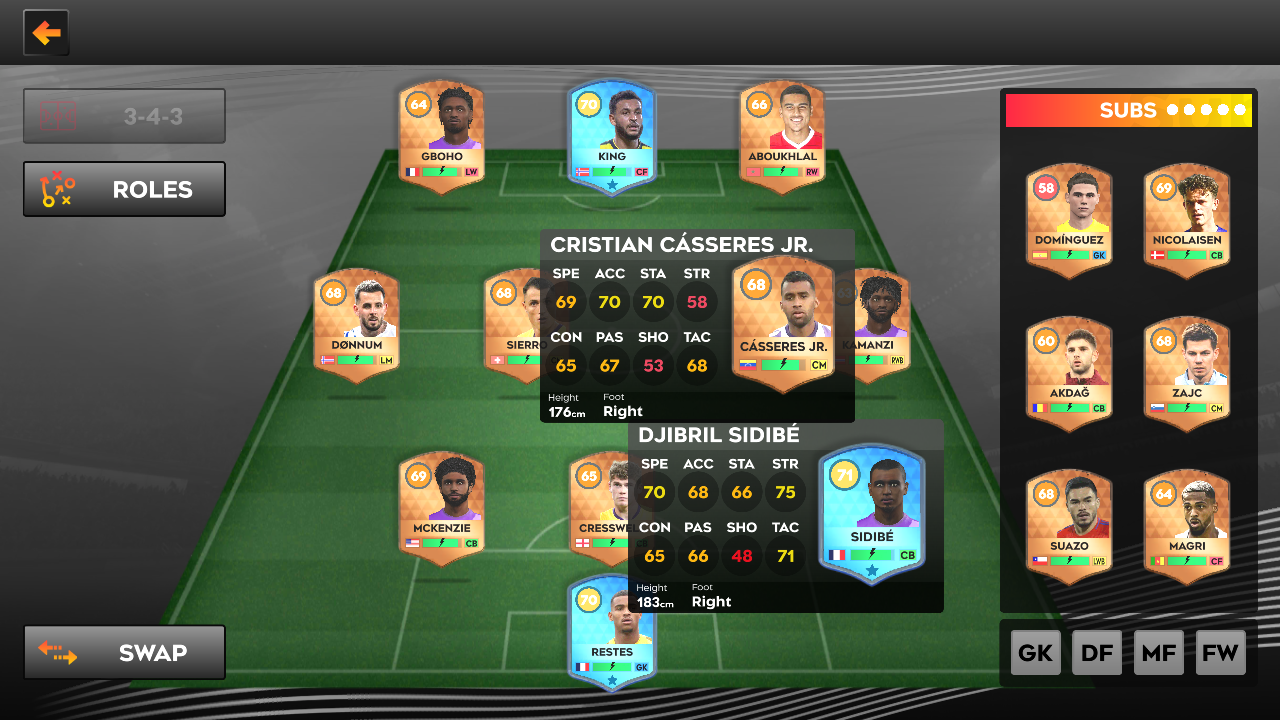 3-4-3
ROLES
64
GBOHO
LW
70
KING
CF
66
ABOUKHLAL
RW
SUBS
58
DOMÍNGUEZ
GK
69
NICOLAISEN
CB
68
DØNNUM
LM
68
SIERRO
CRISTIAN CÁSSERES JR.
SPE ACC STA STR
69 70 70 58
CON PAS SHO TAC
65 67 53 68
Height Foot
176cm Right
68
CÁSSERES JR.
CM
KAMANZI
RWB
60
AKDAĞ
CB
68
ZAJC
CM
69
MCKENZIE
CB
65
CRESSWEL
DJIBRIL SIDIBÉ
SPE ACC STA STR
70 68 66 75
CON PAS SHO TAC
65 66 48 71
Height Foot
183cm Right
71
SIDIBÉ
CB
68
SUAZO
LWB
64
MAGRI
CF
70
RESTES
GK
SWAP
GK DF MF FW